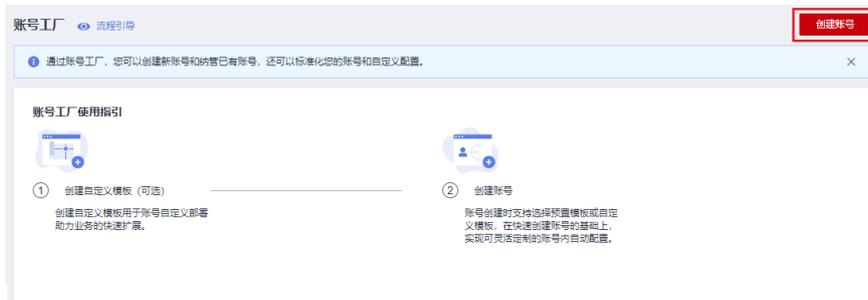 账号工厂 流程引导 创建账号
通过账号工厂，您可以创建新账号和纳管已有账号，还可以标准化您的账号和自定义配置。
账号工厂使用指引
1 创建自定义模板（可选）
创建自定义模板用于账号自定义部署
助力业务的快速扩展。
2 创建账号
账号创建时支持选择预置模板或自定
义模板，在快速创建账号的基础上，
实现可灵活定制的账号内自动配置。